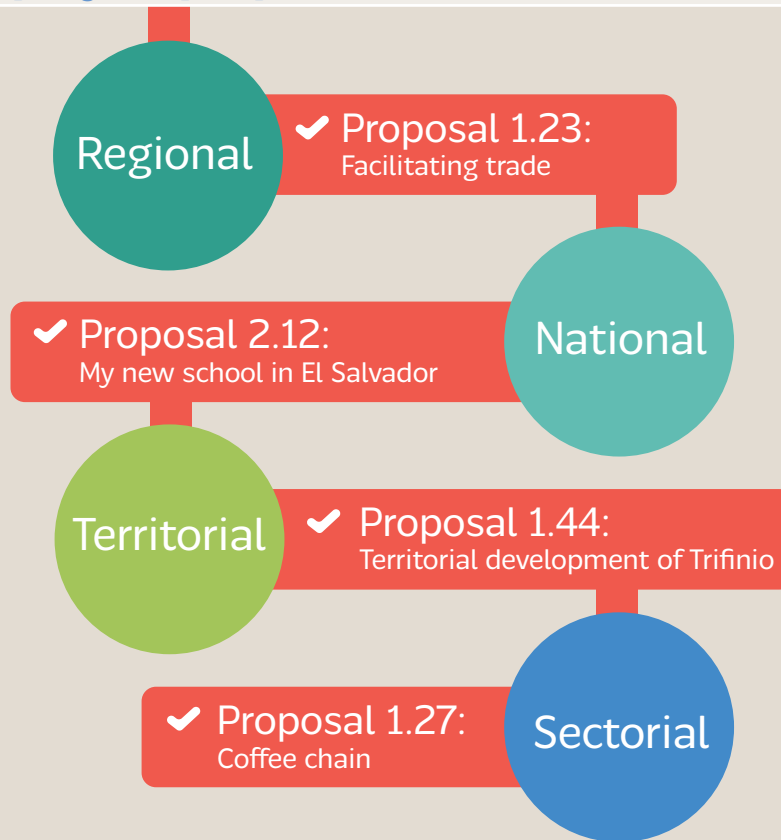 Regional
Proposal 1.23:
Facilitating trade
National
Proposal 2.12:
My new school in El Salvador
Territorial
Proposal 1.44:
Territorial development of Trifinio
Sectorial
Proposal 1.27:
Coffee chain